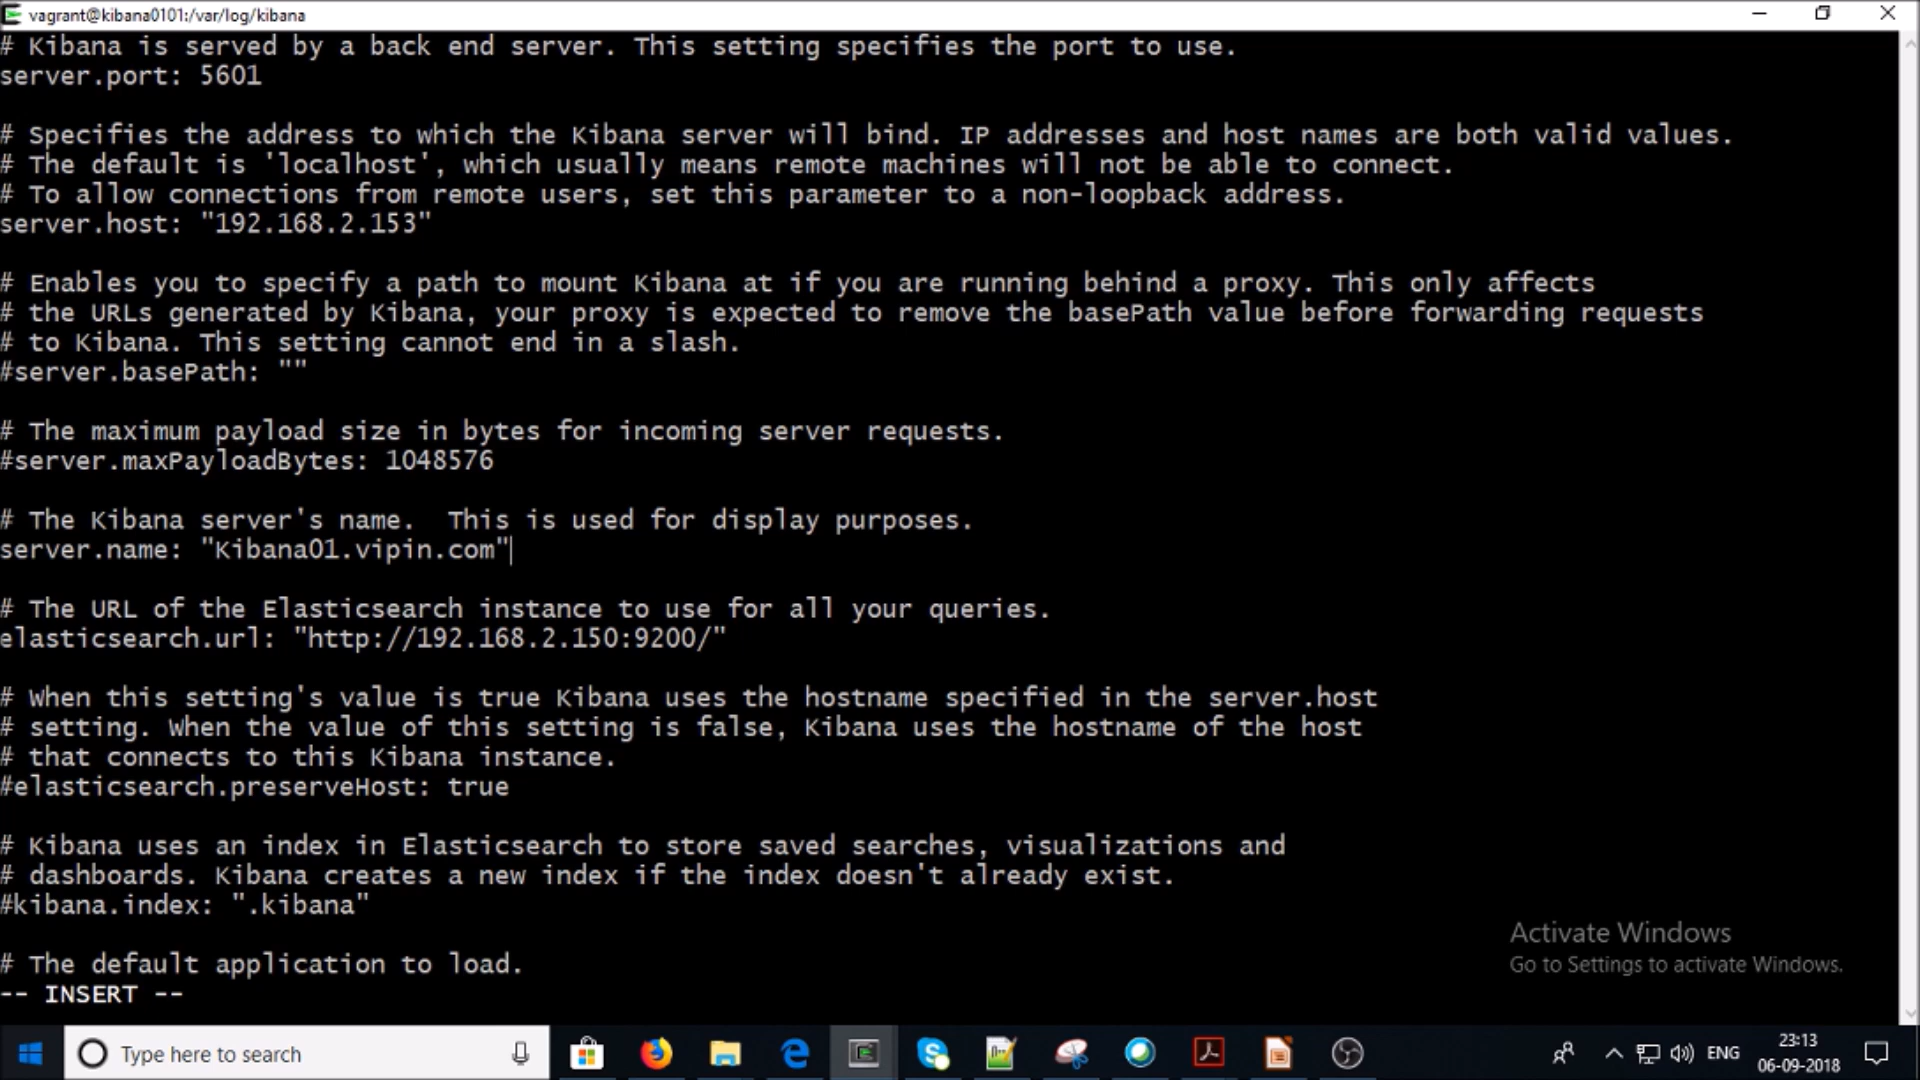 vagrant@kibana0101:/var/log/kibana
# Kibana is served by a back end server. This setting specifies the port to use.
server.port: 5601
# Specifies the address to which the Kibana server will bind. IP addresses and host names are both valid values.
# The default is 'localhost', which usually means remote machines will not be able to connect.
# To allow connections from remote users, set this parameter to a non-loopback address.
server.host: "192.168.2.153"
# Enables you to specify a path to mount Kibana at if you are running behind a proxy. This only affects
# the URLs generated by Kibana, your proxy is expected to remove the basePath value before forwarding requests
# to Kibana. This setting cannot end in a slash.
#server.basePath: ""
# The maximum payload size in bytes for incoming server requests.
#server.maxPayloadBytes: 1048576
# The Kibana server's name.  This is used for display purposes.
server.name: "Kibana01.vipin.com"
# The URL of the Elasticsearch instance to use for all your queries.
elasticsearch.url: "http://192.168.2.150:9200/"
# When this setting's value is true Kibana uses the hostname specified in the server.host
# setting. When the value of this setting is false, Kibana uses the hostname of the host
# that connects to this Kibana instance.
#elasticsearch.preserveHost: true
# Kibana uses an index in Elasticsearch to store saved searches, visualizations and
# dashboards. Kibana creates a new index if the index doesn't already exist.
#kibana.index: ".kibana"
# The default application to load.
-- INSERT --
Activate Windows
Go to Settings to activate Windows.
Type here to search
ENG
23:13
06-09-2018